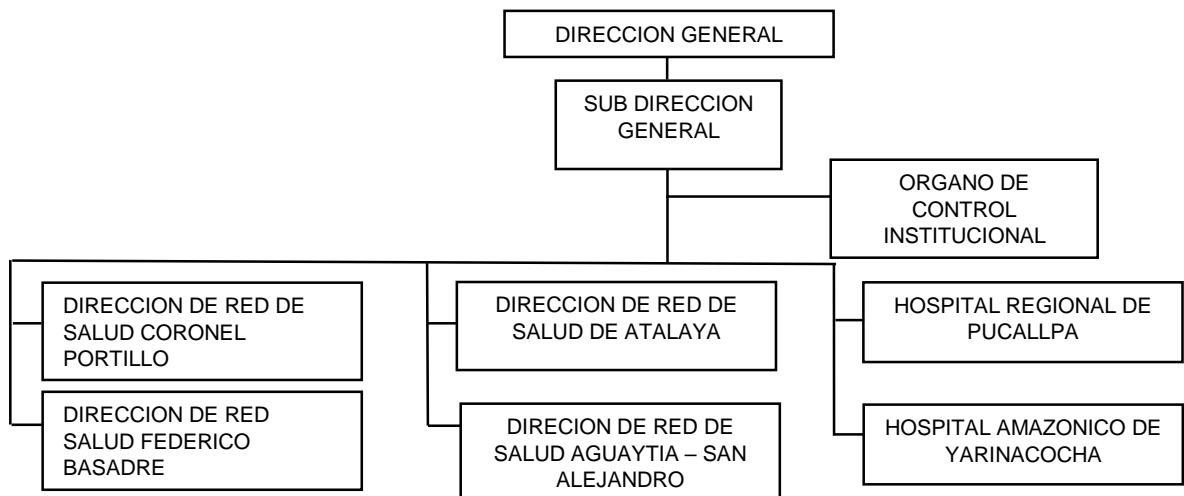 DIRECCION GENERAL
SUB DIRECCION
GENERAL
ORGANO DE
CONTROL
INSTITUCIONAL
DIRECCION DE RED DE
SALUD CORONEL
PORTILLO
DIRECCION DE RED DE
SALUD DE ATALAYA
HOSPITAL REGIONAL DE
PUCALLPA
DIRECCION DE RED
SALUD FEDERICO
BASADRE
DIRECION DE RED DE
SALUD AGUAYTIA – SAN
ALEJANDRO
HOSPITAL AMAZONICO DE
YARINACOCHA